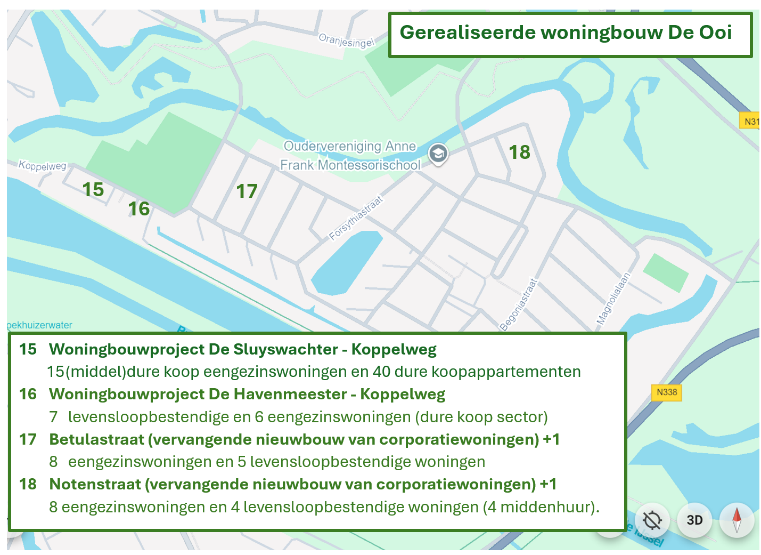 Gerealiseerde woningbouw De Ooi
Oranjesingel
N31
Oudervereniging Anne
Frank Montessorischool
18
Koppelweg
15
16
17
Forsythiastraat
Begoniastraat
Magnolialaan
pekhuizerwater
N338
15 Woningbouwproject De Sluyswachter - Koppelweg
15(middel)dure koop eengezinswoningen en 40 dure koopappartementen
16 Woningbouwproject De Havenmeester - Koppelweg
7 levensloopbestendige en 6 eengezinswoningen (dure koop sector)
17 Betulastraat (vervangende nieuwbouw van corporatiewoningen) +1
8 eengezinswoningen en 5 levensloopbestendige woningen
18 Notenstraat (vervangende nieuwbouw van corporatiewoningen) +1
8 eengezinswoningen en 4 levensloopbestendige woningen (4 middenhuur).
3D